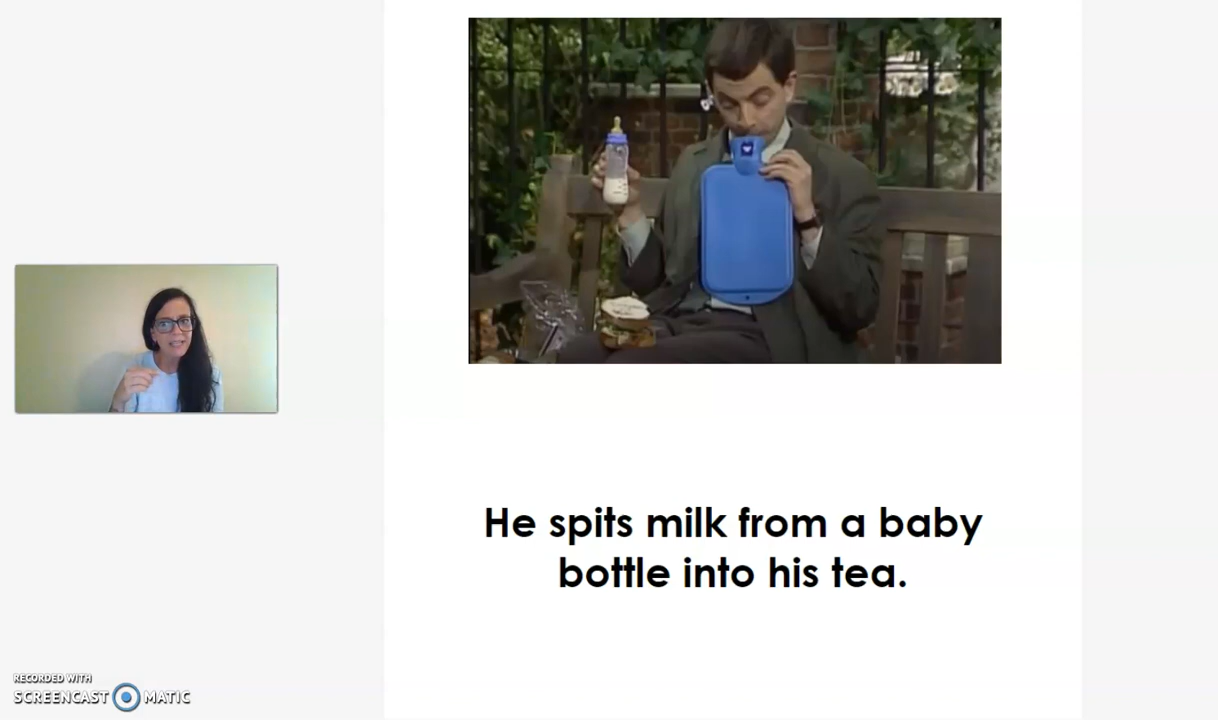 He spits milk from a baby
bottle into his tea.
RECORDED WITH
SCREENCAST MATIC